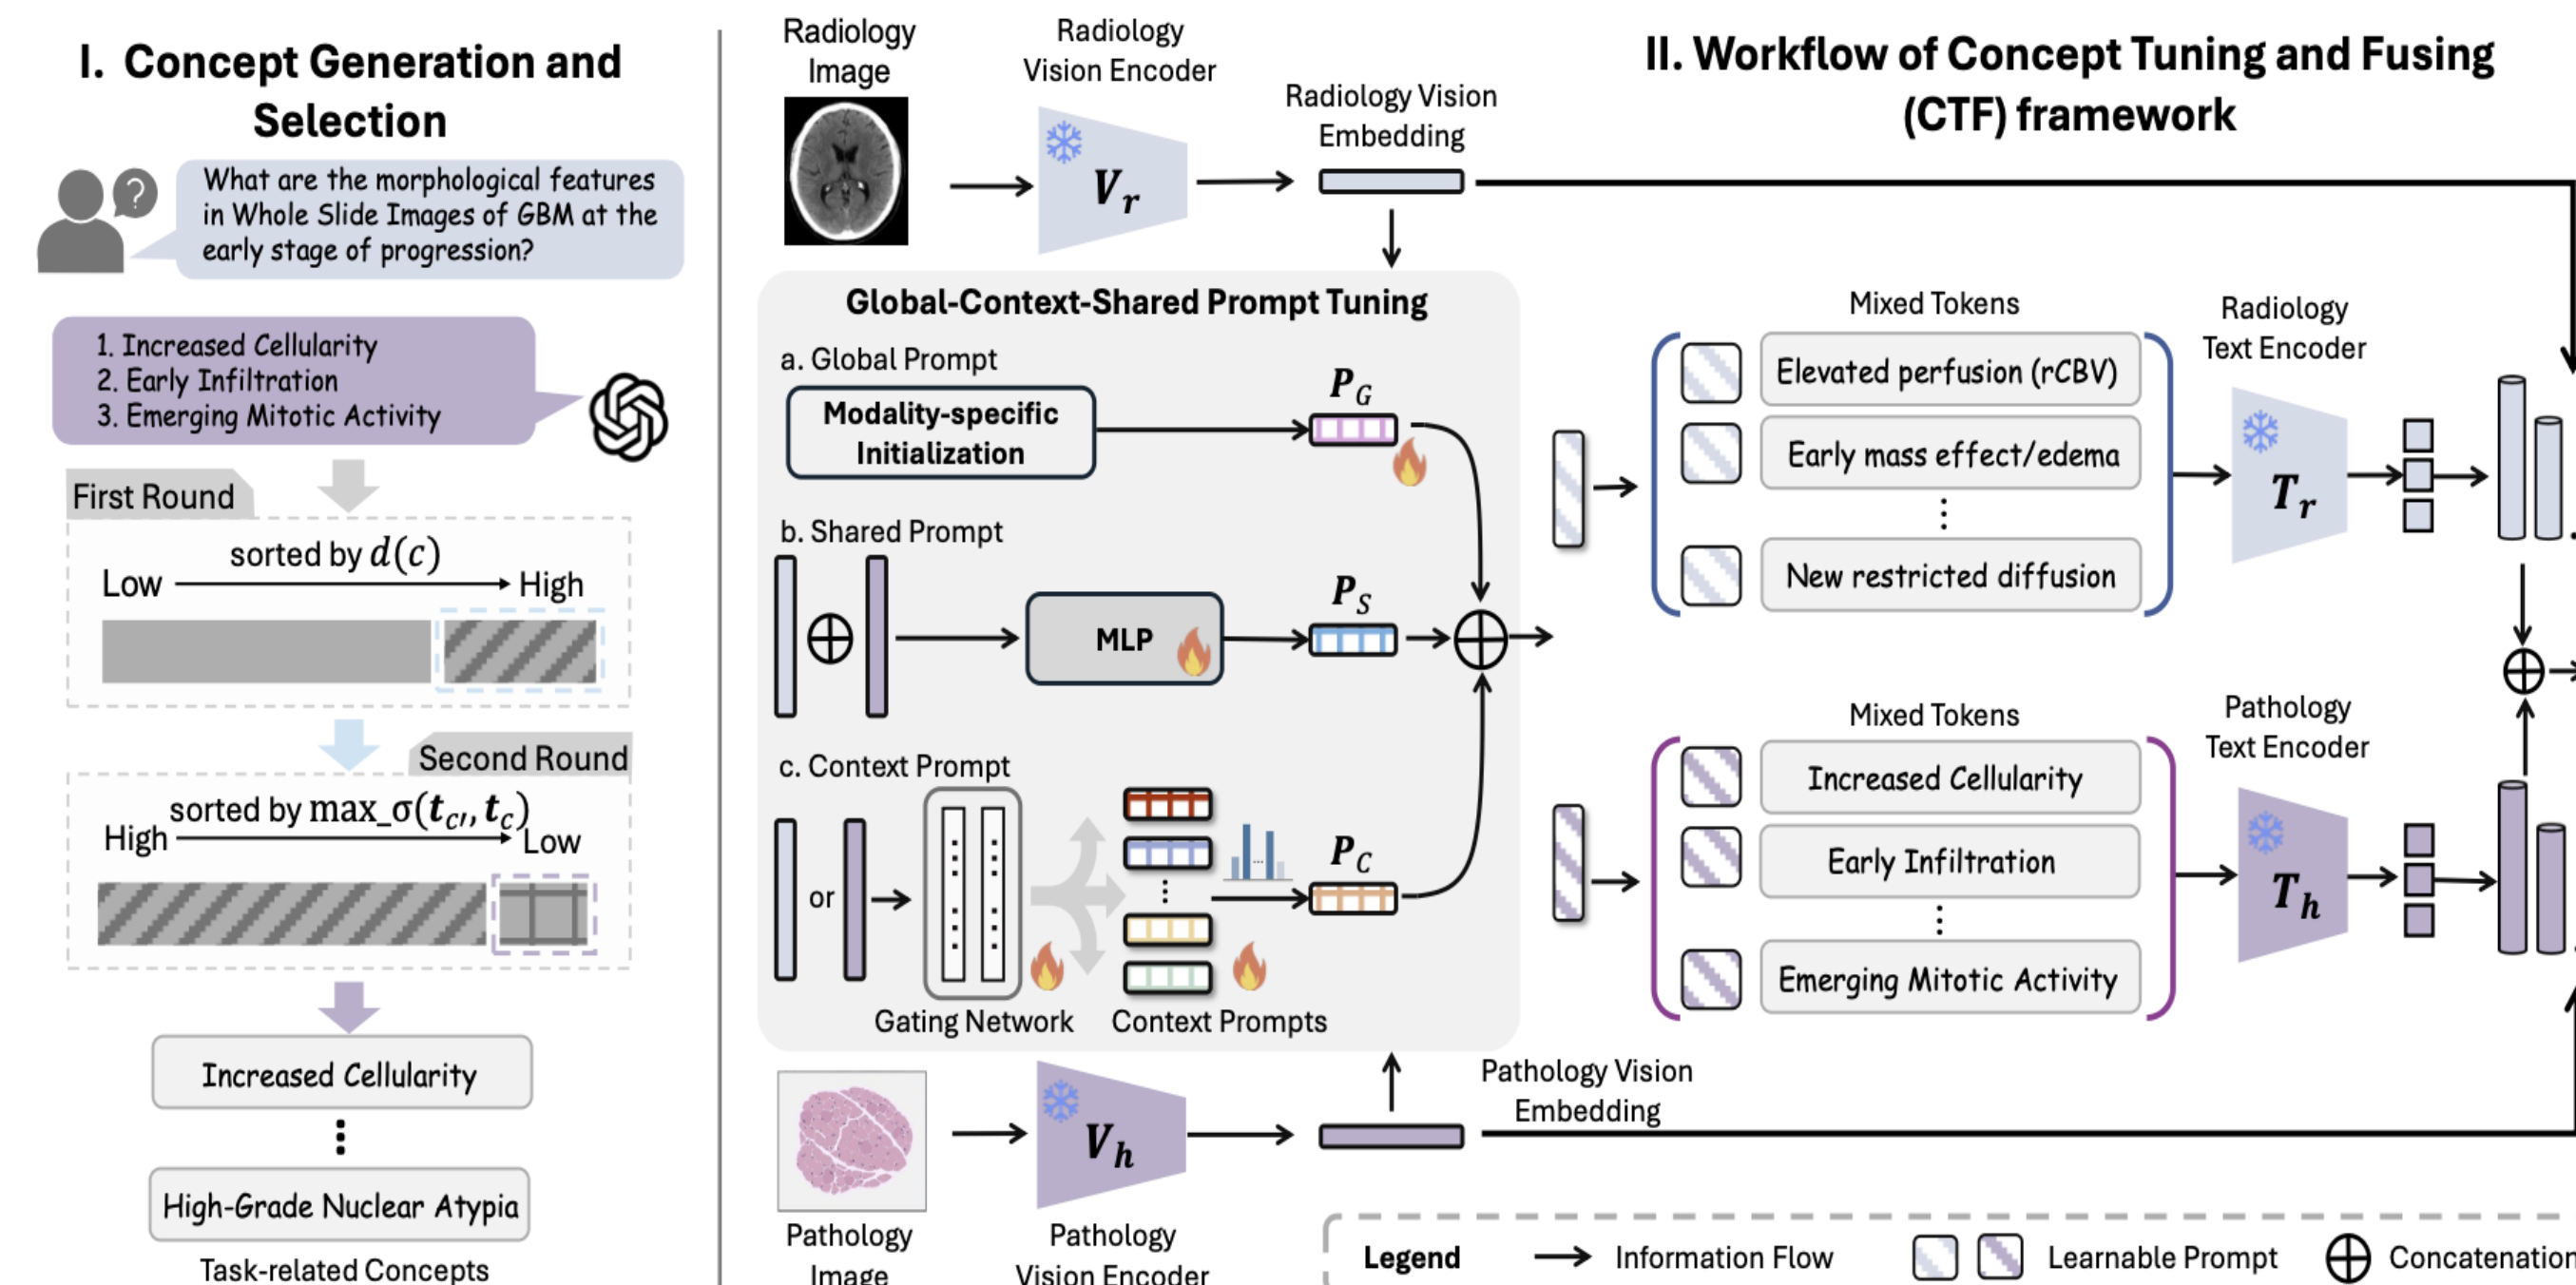 I. Concept Generation and
Selection
What are the morphological features
in Whole Slide Images of GBM at the
early stage of progression?
1. Increased Cellularity
2. Early Infiltration
3. Emerging Mitotic Activity
First Round
sorted by d(c)
Low
High
Second Round
sorted by max_σ(t_c′, t_c)
High
Low
Increased Cellularity
⋮
High-Grade Nuclear Atypia
Task-related Concepts
II. Workflow of Concept Tuning and Fusing
(CTF) framework
Radiology
Image
Radiology
Vision Encoder
V_r
Radiology Vision
Embedding
Global-Context-Shared Prompt Tuning
a. Global Prompt
Modality-specific
Initialization
P_G
b. Shared Prompt
MLP
P_S
c. Context Prompt
or
...
P_C
Gating Network
Context Prompts
Pathology
Image
Pathology
Vision Encoder
V_h
Pathology Vision
Embedding
Mixed Tokens
Elevated perfusion (rCBV)
Early mass effect/edema
⋮
New restricted diffusion
Radiology
Text Encoder
T_r
Mixed Tokens
Increased Cellularity
Early Infiltration
⋮
Emerging Mitotic Activity
Pathology
Text Encoder
T_h
Legend
Information Flow
Learnable Prompt
Concatenation